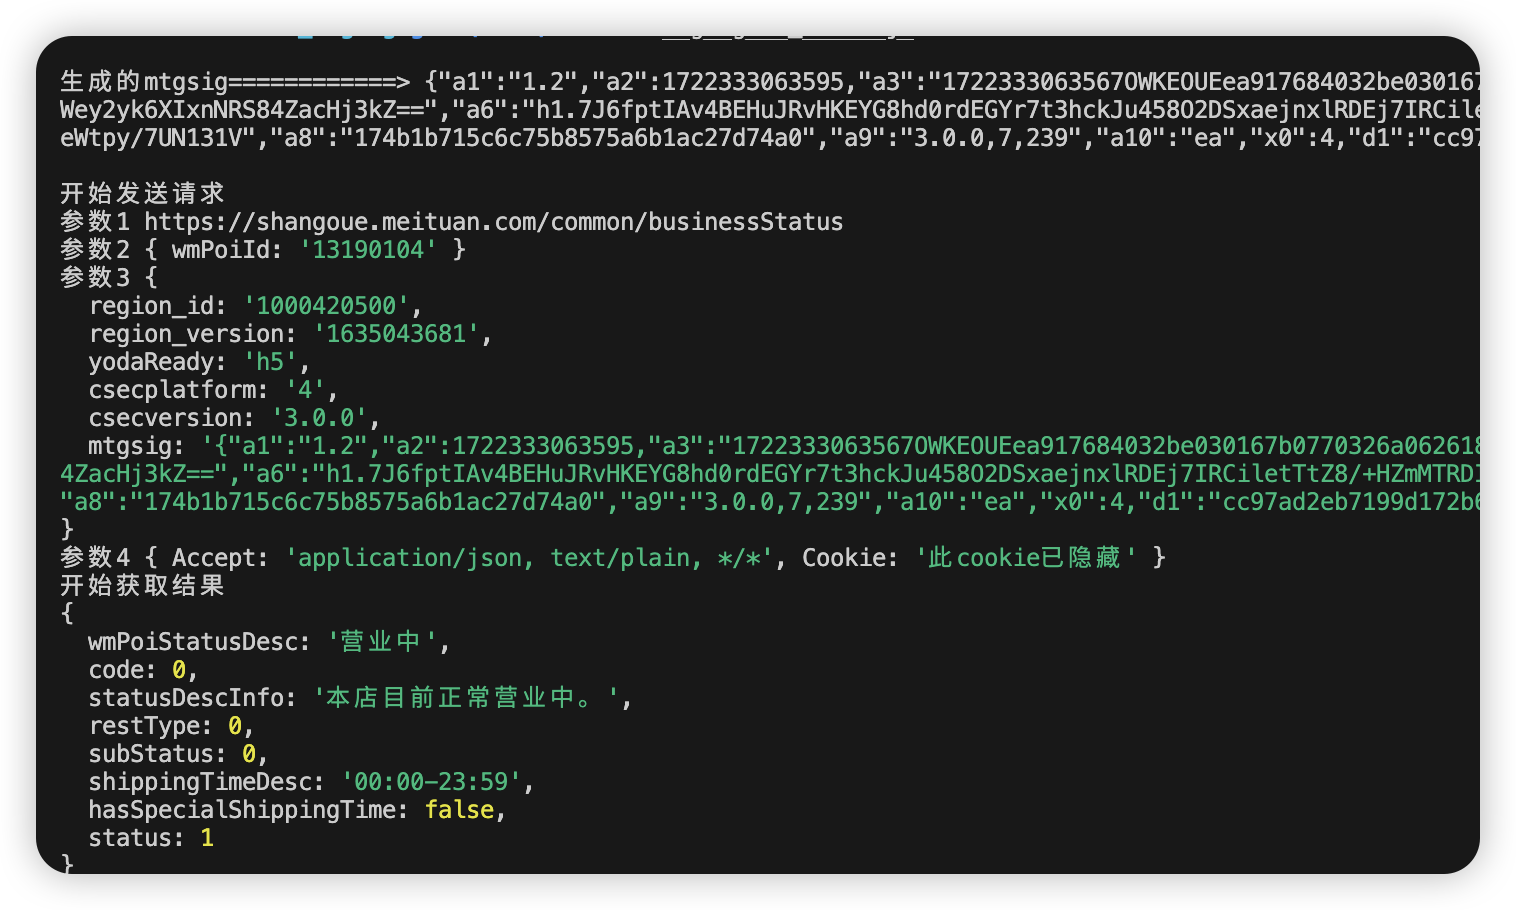 生成的mtgsig============> {"a1":"1.2","a2":1722333063595,"a3":"1722333063567OWKEOUEea917684032be030167
Wey2yk6XIxnNRS84ZacHj3kZ==","a6":"h1.7J6fptIAv4BEHuJRvHKEYG8hd0rdEGYr7t3hckJu458O2DSxaejnxlRDEj7IRCile
eWtpy/7UN131V","a8":"174b1b715c6c75b8575a6b1ac27d74a0","a9":"3.0.0,7,239","a10":"ea","x0":4,"d1":"cc97
开始发送请求
参数1 https://shangoue.meituan.com/common/businessStatus
参数2 { wmPoiId: '13190104' }
参数3 {
region_id: '1000420500',
region_version: '1635043681',
yodaReady: 'h5',
csecplatform: '4',
csecversion: '3.0.0',
mtgsig: '{"a1":"1.2","a2":1722333063595,"a3":"1722333063567OWKEOUEea917684032be030167b0770326a062618
4ZacHj3kZ==","a6":"h1.7J6fptIAv4BEHuJRvHKEYG8hd0rdEGYr7t3hckJu458O2DSxaejnxlRDEj7IRCiletTtZ8/+HZmMTRDI
"a8":"174b1b715c6c75b8575a6b1ac27d74a0","a9":"3.0.0,7,239","a10":"ea","x0":4,"d1":"cc97ad2eb7199d172b6
}
参数4 { Accept: 'application/json, text/plain, */*', Cookie: '此cookie已隐藏' }
开始获取结果
{
wmPoiStatusDesc: '营业中',
code: 0,
statusDescInfo: '本店目前正常营业中。',
restType: 0,
subStatus: 0,
shippingTimeDesc: '00:00-23:59',
hasSpecialShippingTime: false,
status: 1
}